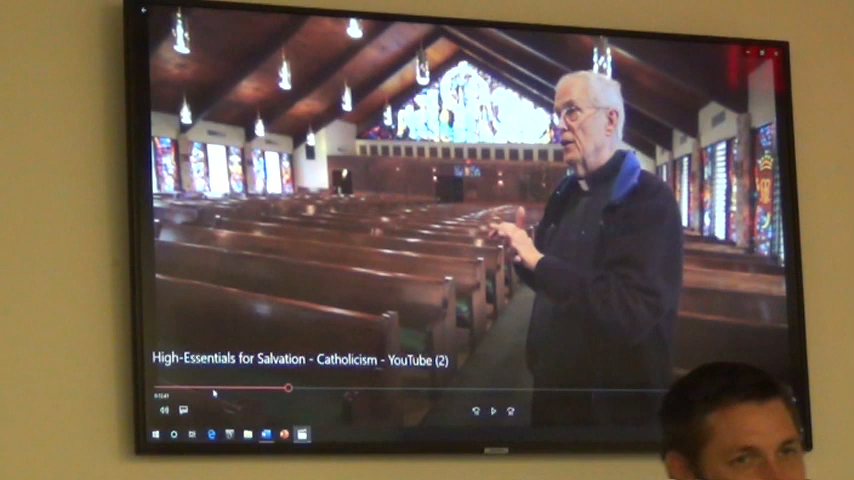 High-Essentials for Salvation - Catholicism - YouTube (2)